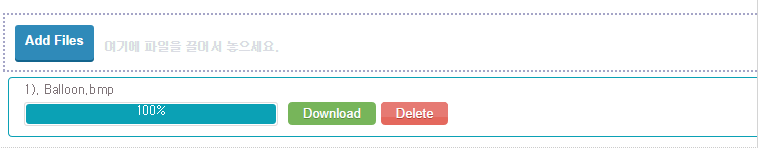 Add Files
여기에 파일을 끌어서 놓으세요.
1). Balloon.bmp
100%
Download
Delete